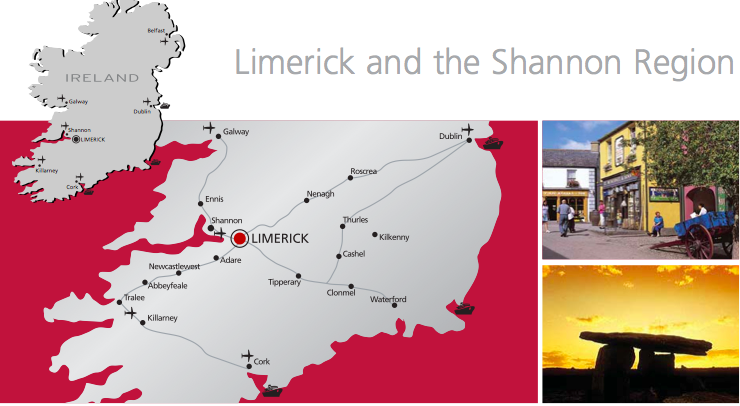 Limerick and the Shannon Region
Belfast
IRELAND
Galway
Dublin
Shannon
LIMERICK
Killarney
Cork
Galway
Dublin
Roscrea
Nenagh
Ennis
Shannon
Thurles
LIMERICK
Kilkenny
Adare
Cashel
Newcastlewest
Tipperary
Abbeyfeale
Clonmel
Tralee
Waterford
Killarney
Cork